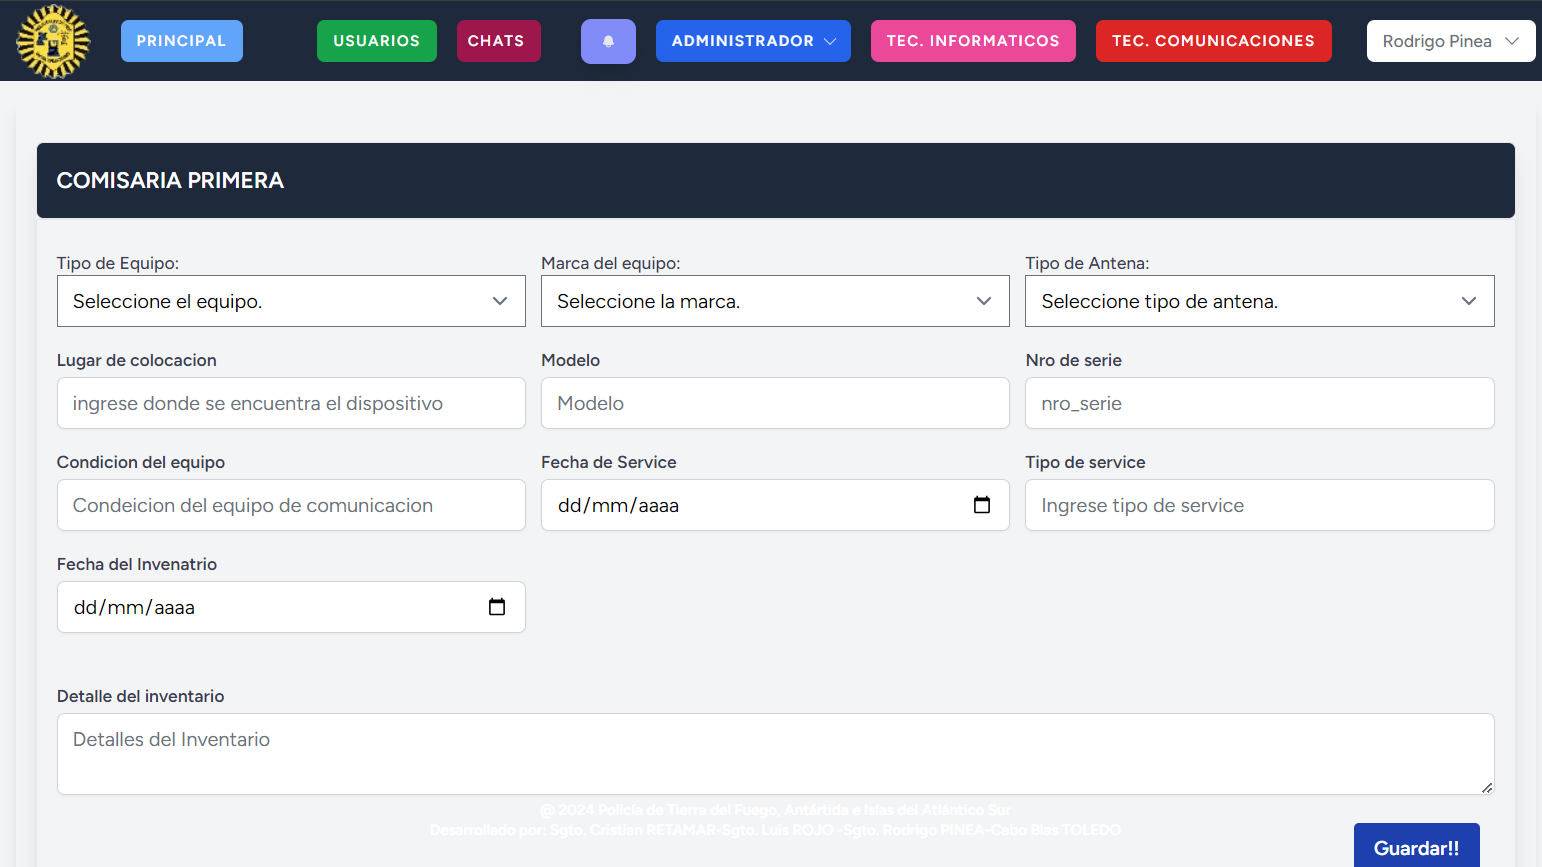 PRINCIPAL USUARIOS CHATS ADMINISTRADOR TEC. INFORMATICOS TEC. COMUNICACIONES Rodrigo Pinea
COMISARIA PRIMERA
Tipo de Equipo: Marca del equipo: Tipo de Antena:
Seleccione el equipo. Seleccione la marca. Seleccione tipo de antena.
Lugar de colocacion Modelo Nro de serie
ingrese donde se encuentra el dispositivo Modelo nro_serie
Condicion del equipo Fecha de Service Tipo de service
Condeicion del equipo de comunicacion dd/mm/aaaa Ingrese tipo de service
Fecha del Invenatrio
dd/mm/aaaa
Detalle del inventario
Detalles del Inventario
@ 2024 Policia de Tierra del Fuego, Antártida e Islas del Atlántico Sur
Desarrollado por: Sgto. Cristian RETAMAR-Sgto. Luis ROJO -Sgto. Rodrigo PINEA-Cabo Blas TOLEDO
Guardar!!